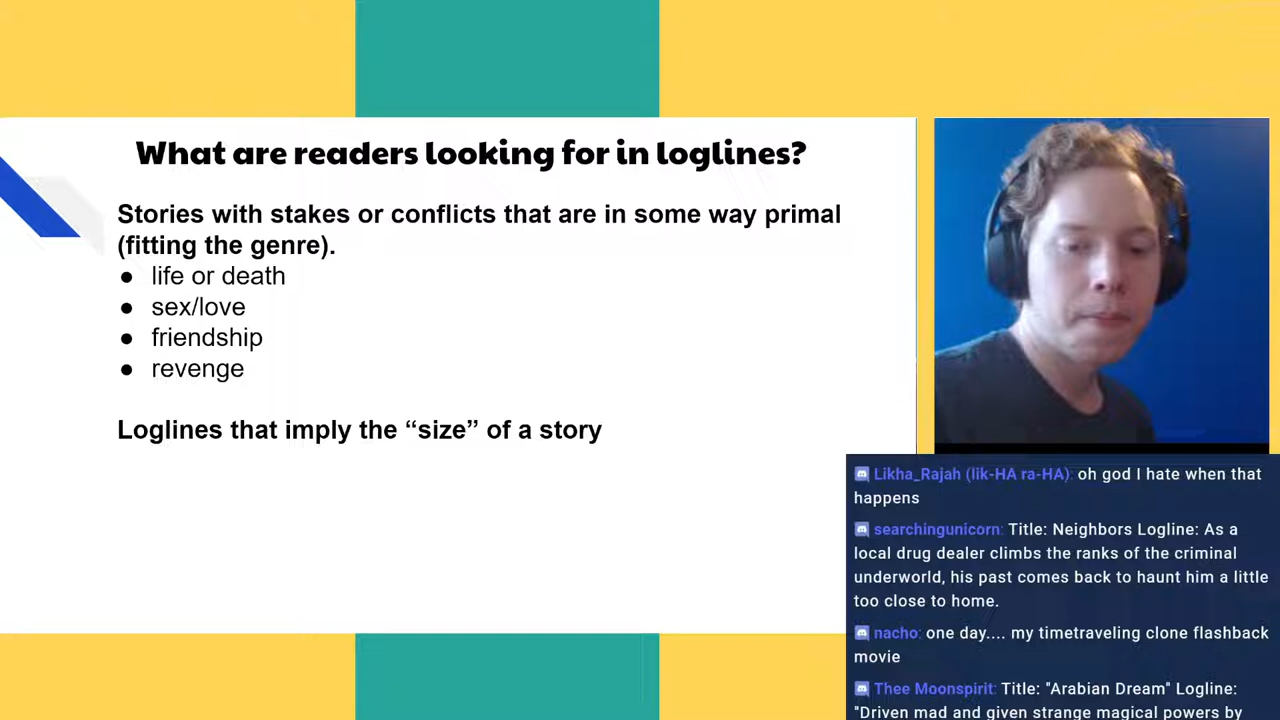 What are readers looking for in loglines?
Stories with stakes or conflicts that are in some way primal
(fitting the genre).
● life or death
● sex/love
● friendship
● revenge
Loglines that imply the “size” of a story
Likha_Rajah (lik-HA ra-HA): oh god I hate when that
happens
searchingunicorn: Title: Neighbors Logline: As a
local drug dealer climbs the ranks of the criminal
underworld, his past comes back to haunt him a little
too close to home.
nacho: one day.... my timetraveling clone flashback
movie
Thee Moonspirit: Title: "Arabian Dream" Logline:
"Driven mad and given strange magical powers by